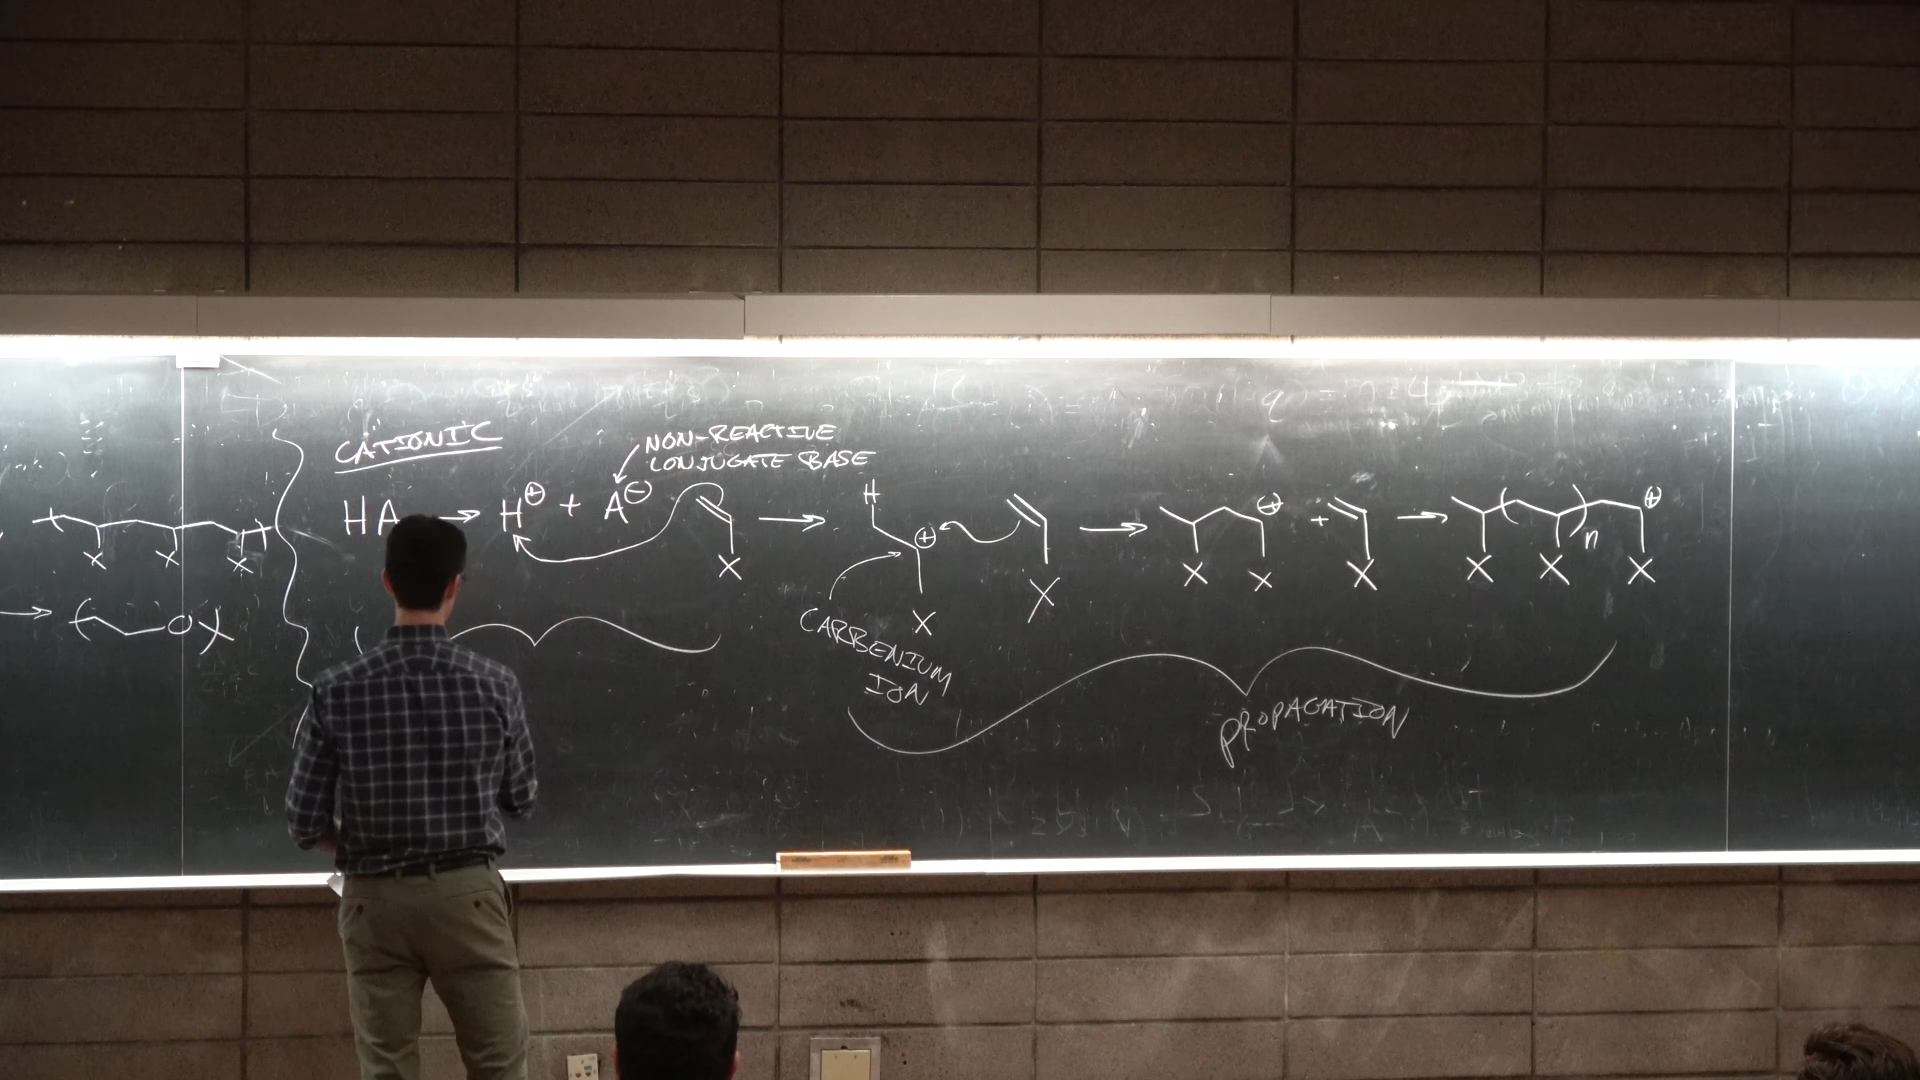 CATIONIC
NON-REACTIVE
CONJUGATE BASE
HA → H⊕ + A⊖ X → H ⊕ X X → ⊕ X X + X → ( )n ⊕ X X X
X X X
→ ( O )
CARBENIUM
ION
PROPAGATION